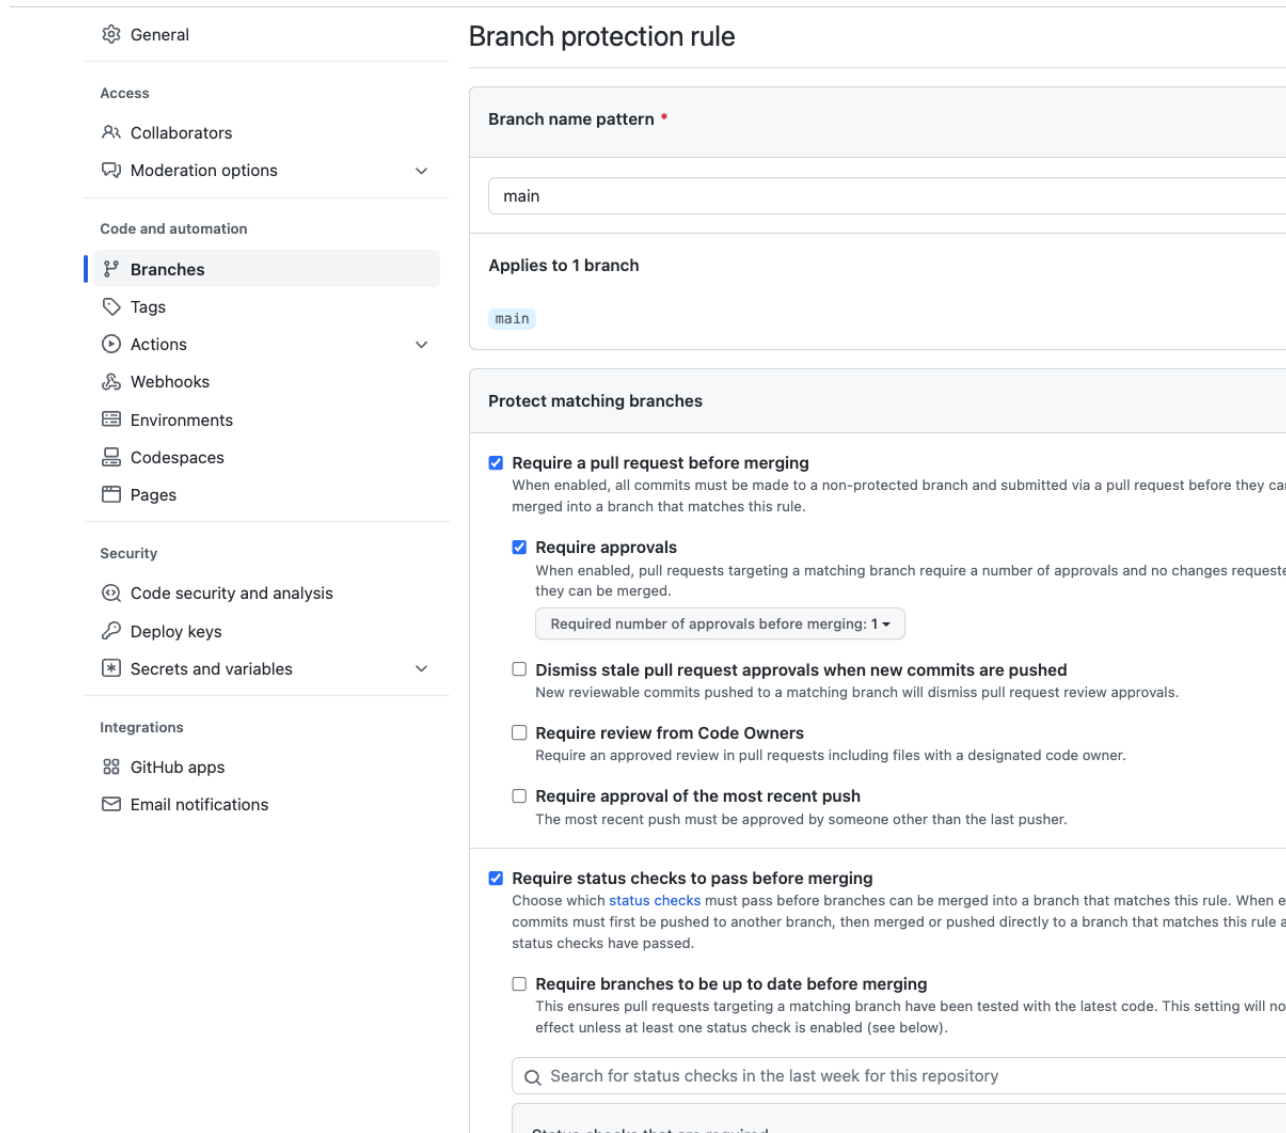 General
Access
Collaborators
Moderation options
Code and automation
Branches
Tags
Actions
Webhooks
Environments
Codespaces
Pages
Security
Code security and analysis
Deploy keys
Secrets and variables
Integrations
GitHub apps
Email notifications
Branch protection rule
Branch name pattern *
main
Applies to 1 branch
main
Protect matching branches
Require a pull request before merging
When enabled, all commits must be made to a non-protected branch and submitted via a pull request before they
merged into a branch that matches this rule.
Require approvals
When enabled, pull requests targeting a matching branch require a number of approvals and no changes
they can be merged.
Required number of approvals before merging: 1
Dismiss stale pull request approvals when new commits are pushed
New reviewable commits pushed to a matching branch will dismiss pull request review approvals.
Require review from Code Owners
Require an approved review in pull requests including files with a designated code owner.
Require approval of the most recent push
The most recent push must be approved by someone other than the last pusher.
Require status checks to pass before merging
Choose which status checks must pass before branches can be merged into a branch that matches this rule. When
commits must first be pushed to another branch, then merged or pushed directly to a branch that matches this rule
status checks have passed.
Require branches to be up to date before merging
This ensures pull requests targeting a matching branch have been tested with the latest code. This setting will
effect unless at least one status check is enabled (see below).
Search for status checks in the last week for this repository
Status checks that are required